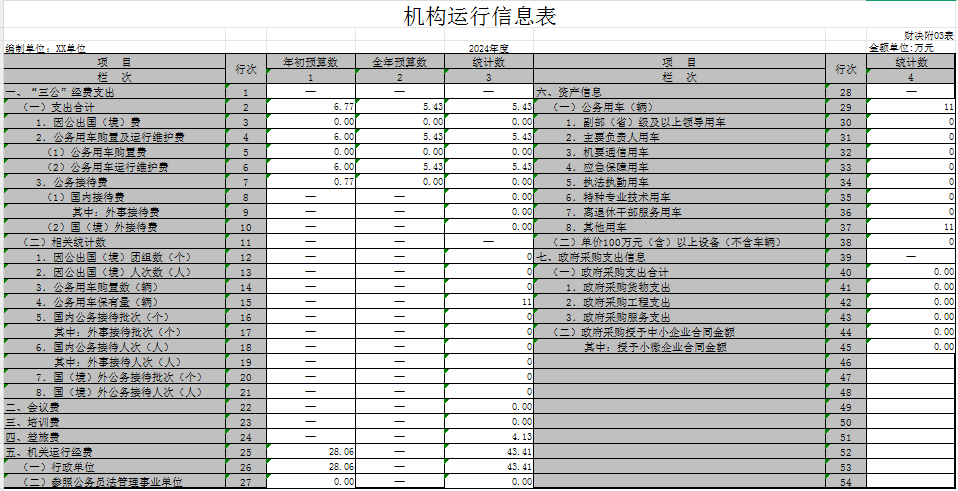 机构运行信息表
财决附03表
编制单位：XX单位 2024年度 金额单位:万元
项 目 行次 年初预算数 全年预算数 统计数 项 目 行次 统计数
栏 次 1 2 3 栏 次 4
一、“三公”经费支出 1 — — — 六、资产信息 28 —
（一）支出合计 2 6.77 5.43 5.43 （一）公务用车（辆） 29 11
1．因公出国（境）费 3 0.00 0.00 0.00 1．副部（省）级及以上领导用车 30 0
2．公务用车购置及运行维护费 4 6.00 5.43 5.43 2．主要负责人用车 31 0
（1）公务用车购置费 5 0.00 0.00 0.00 3．机要通信用车 32 0
（2）公务用车运行维护费 6 6.00 5.43 5.43 4．应急保障用车 33 0
3．公务接待费 7 0.77 0.00 0.00 5．执法执勤用车 34 0
（1）国内接待费 8 — — 0.00 6．特种专业技术用车 35 0
其中：外事接待费 9 — — 0.00 7．离退休干部服务用车 36 0
（2）国（境）外接待费 10 — — 0.00 8．其他用车 37 11
（二）相关统计数 11 — — — （二）单价100万元（含）以上设备（不含车辆） 38 0
1．因公出国（境）团组数（个） 12 — — 0 七、政府采购支出信息 39 —
2．因公出国（境）人次数（人） 13 — — 0 （一）政府采购支出合计 40 0.00
3．公务用车购置数（辆） 14 — — 0 1．政府采购货物支出 41 0.00
4．公务用车保有量（辆） 15 — — 11 2．政府采购工程支出 42 0.00
5．国内公务接待批次（个） 16 — — 0 3．政府采购服务支出 43 0.00
其中：外事接待批次（个） 17 — — 0 （二）政府采购授予中小企业合同金额 44 0.00
6．国内公务接待人次（人） 18 — — 0 其中：授予小微企业合同金额 45 0.00
其中：外事接待人次（人） 19 — — 0 46
7．国（境）外公务接待批次（个） 20 — — 0 47
8．国（境）外公务接待人次（人） 21 — — 0 48
二、会议费 22 — — 0.00 49
三、培训费 23 — — 0.00 50
四、差旅费 24 — — 4.13 51
五、机关运行经费 25 28.06 — 43.41 52
（一）行政单位 26 28.06 — 43.41 53
（二）参照公务员法管理事业单位 27 0.00 — 0.00 54